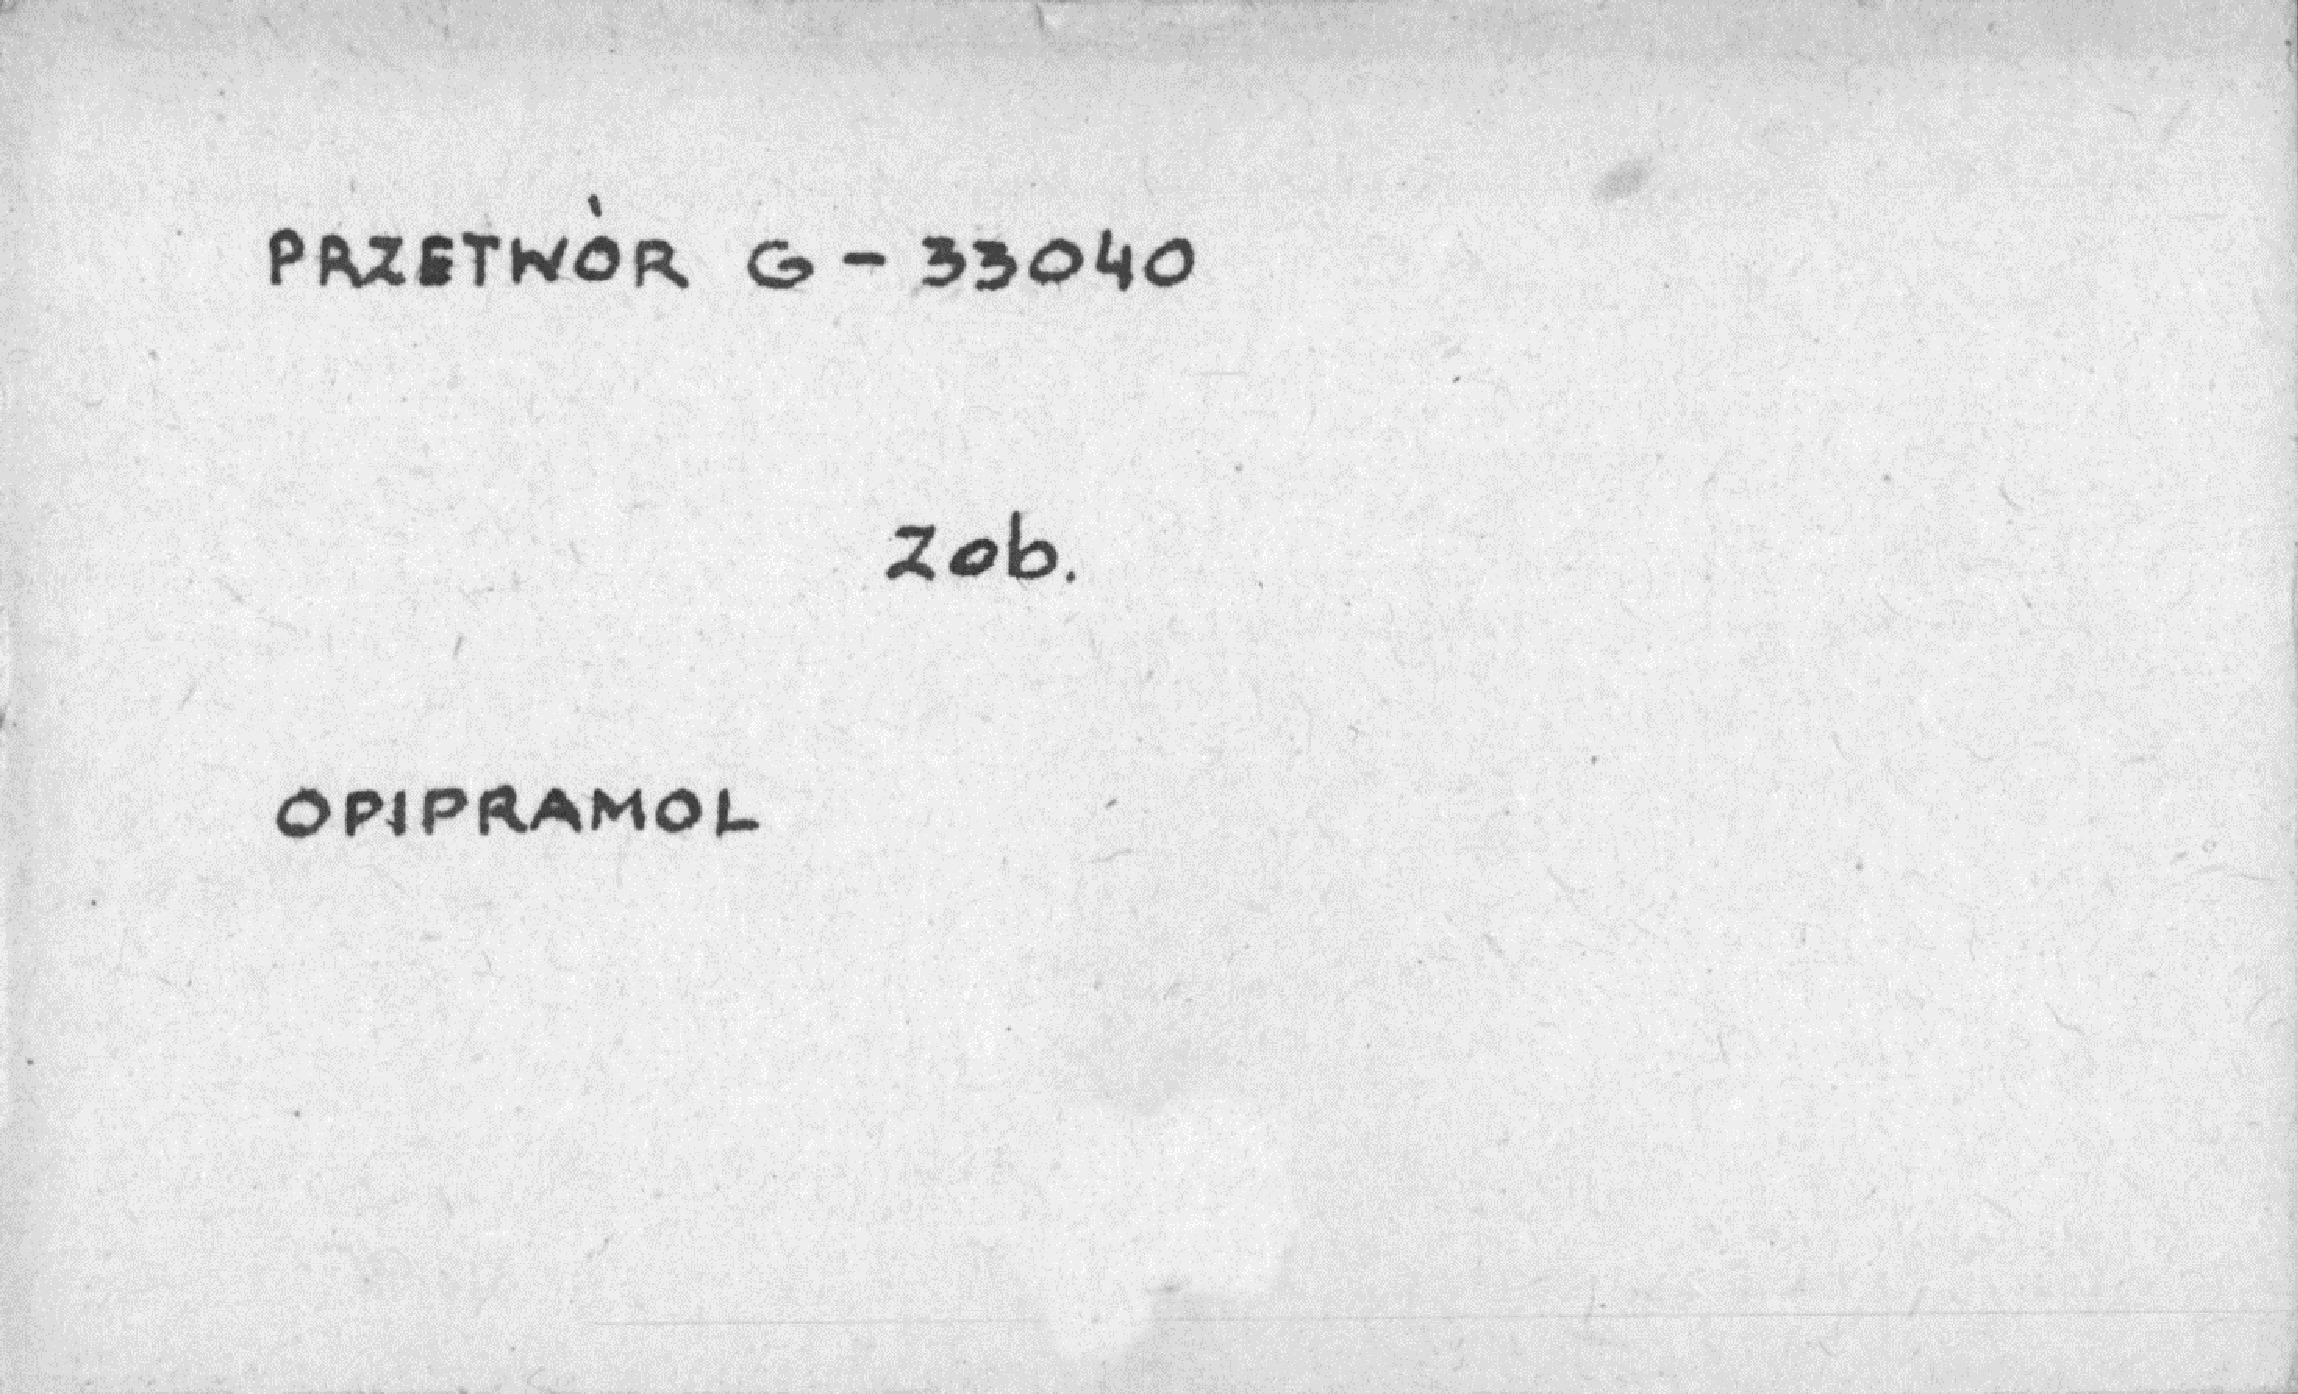 PRZETWÓR G - 33040
Zob.
OPIPRAMOL